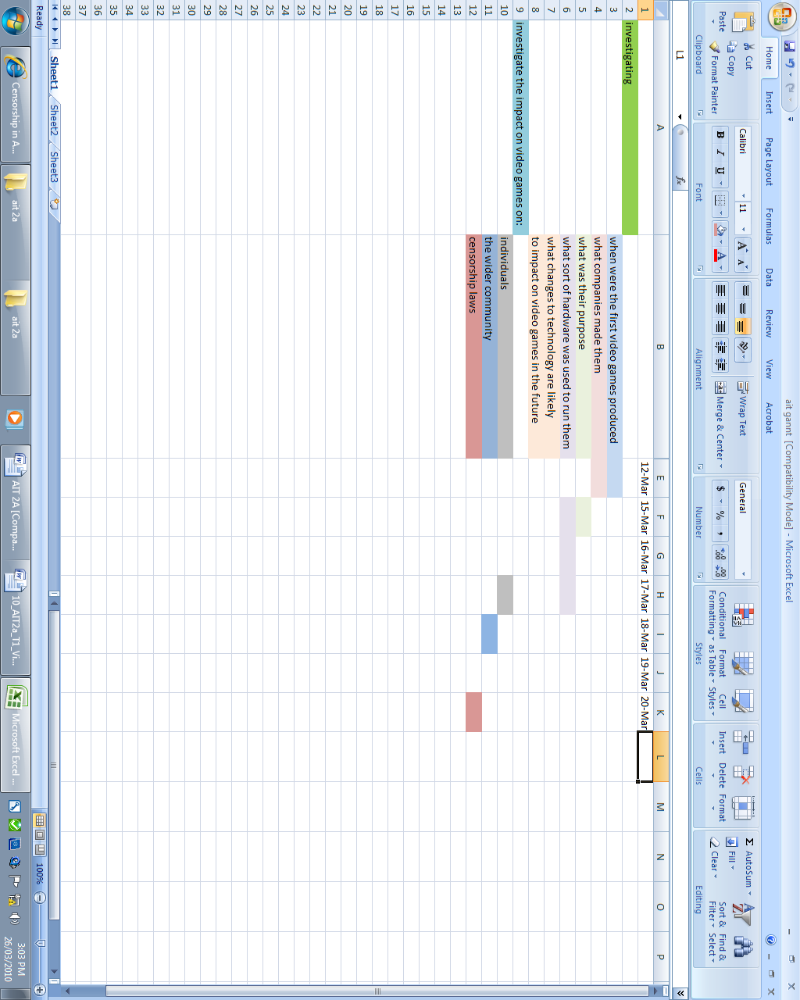 ait gannt [Compatibility Mode] - Microsoft Excel
Home Insert Page Layout Formulas Data Review View Acrobat
Paste
Cut
Copy
Format Painter
Clipboard
Calibri 11
B I U
Font
Wrap Text
Merge & Center
Alignment
General
$ % ,
Number
Conditional Formatting
Format as Table
Cell Styles
Styles
Insert Delete Format
Cells
Σ AutoSum
Fill
Clear
Sort & Filter
Find & Select
Editing
L1 fx
A B E F G H I J K L M N O P
1 12-Mar 15-Mar 16-Mar 17-Mar 18-Mar 19-Mar 20-Mar
2 investigating
3 when were the first video games produced
4 what companies made them
5 what was their purpose
6 what sort of hardware was used to run them
7 what changes to technology are likely
8 to impact on video games in the future
9 investigate the impact on video games on:
10 individuals
11 the wider community
12 censorship laws
13
14
15
16
17
18
19
20
21
22
23
24
25
26
27
28
29
30
31
32
33
34
35
36
37
38
Sheet1 Sheet2 Sheet3
Ready 100%
Censorship in A... ait 2a ait 2a AIT 2A [Compa... 10_AIT2a_T1_Vi... Microsoft Excel ...
3:03 PM
26/03/2010